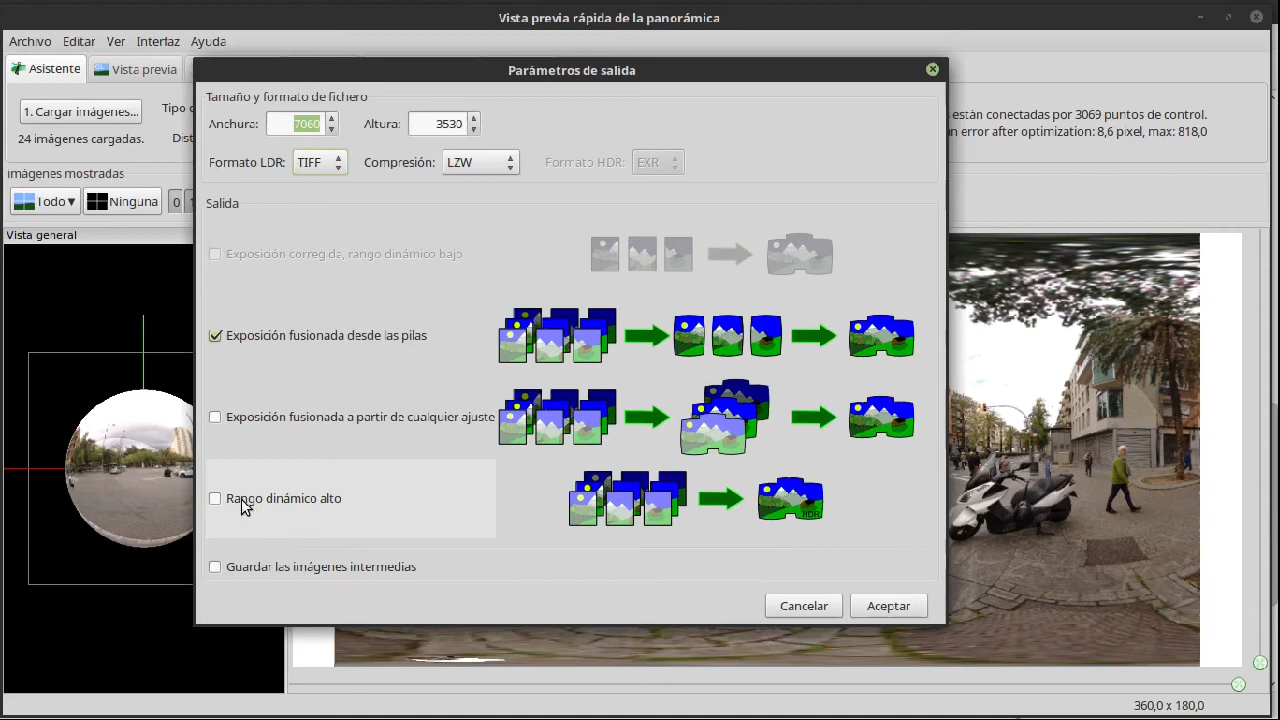 Vista previa rápida de la panorámica
Archivo Editar Ver Interfaz Ayuda
Asistente Vista previa
Parámetros de salida
1. Cargar imágenes... Tipo
24 imágenes cargadas.
están conectadas por 3069 puntos de control.
an error after optimization: 8,6 pixel, max: 818,0
Imágenes mostradas
Todo Ninguna 0
Vista general
Tamaño y formato de fichero
Anchura: 7060 Altura: 3530
Formato LDR: TIFF Compresión: LZW Formato HDR: EXR
Salida
Exposición corregida, rango dinámico bajo
Exposición fusionada desde las pilas
Exposición fusionada a partir de cualquier ajuste
Rango dinámico alto
HDR
Guardar las imágenes intermedias
Cancelar Aceptar
360,0 x 180,0